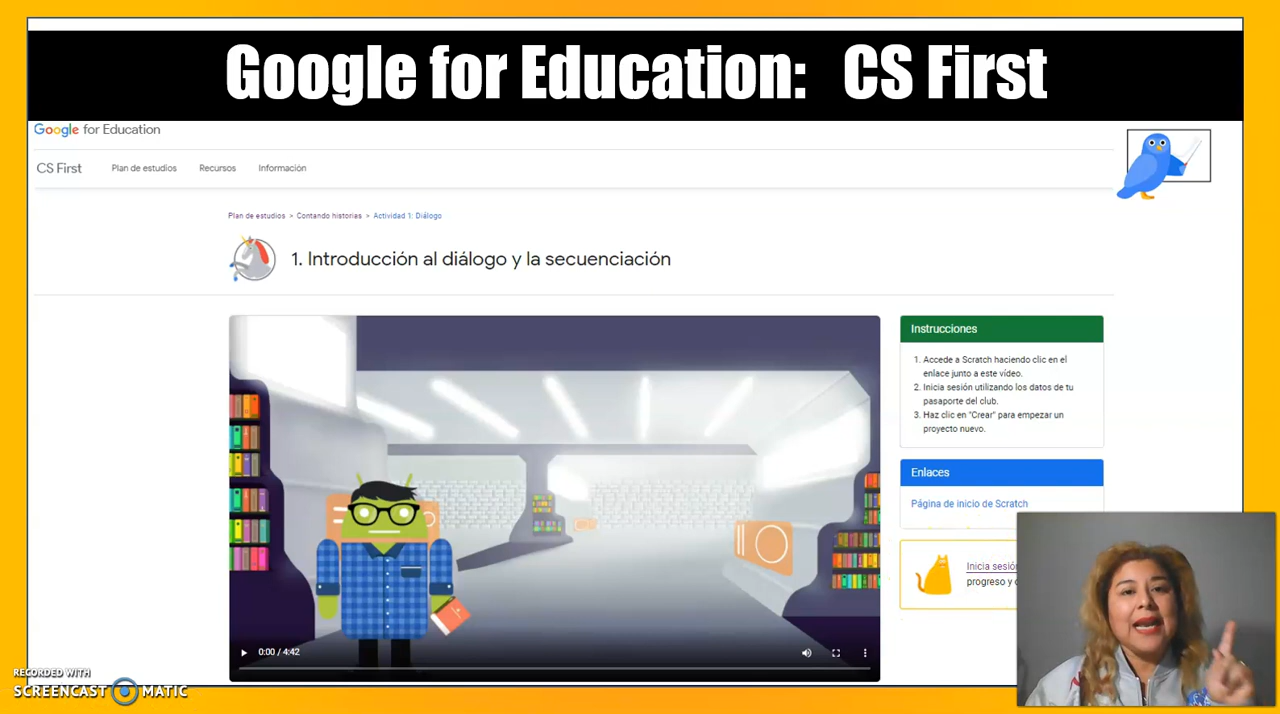 Google for Education: CS First
Google for Education
CS First Plan de estudios Recursos Información
Plan de estudios > Contando historias > Actividad 1: Diálogo
1. Introducción al diálogo y la secuenciación
Instrucciones
1. Accede a Scratch haciendo clic en el
enlace junto a este vídeo.
2. Inicia sesión utilizando los datos de tu
pasaporte del club.
3. Haz clic en "Crear" para empezar un
proyecto nuevo.
Enlaces
Página de inicio de Scratch
Inicia sesión
progreso y
0:00 / 4:42
RECORDED WITH
SCREENCAST MATIC